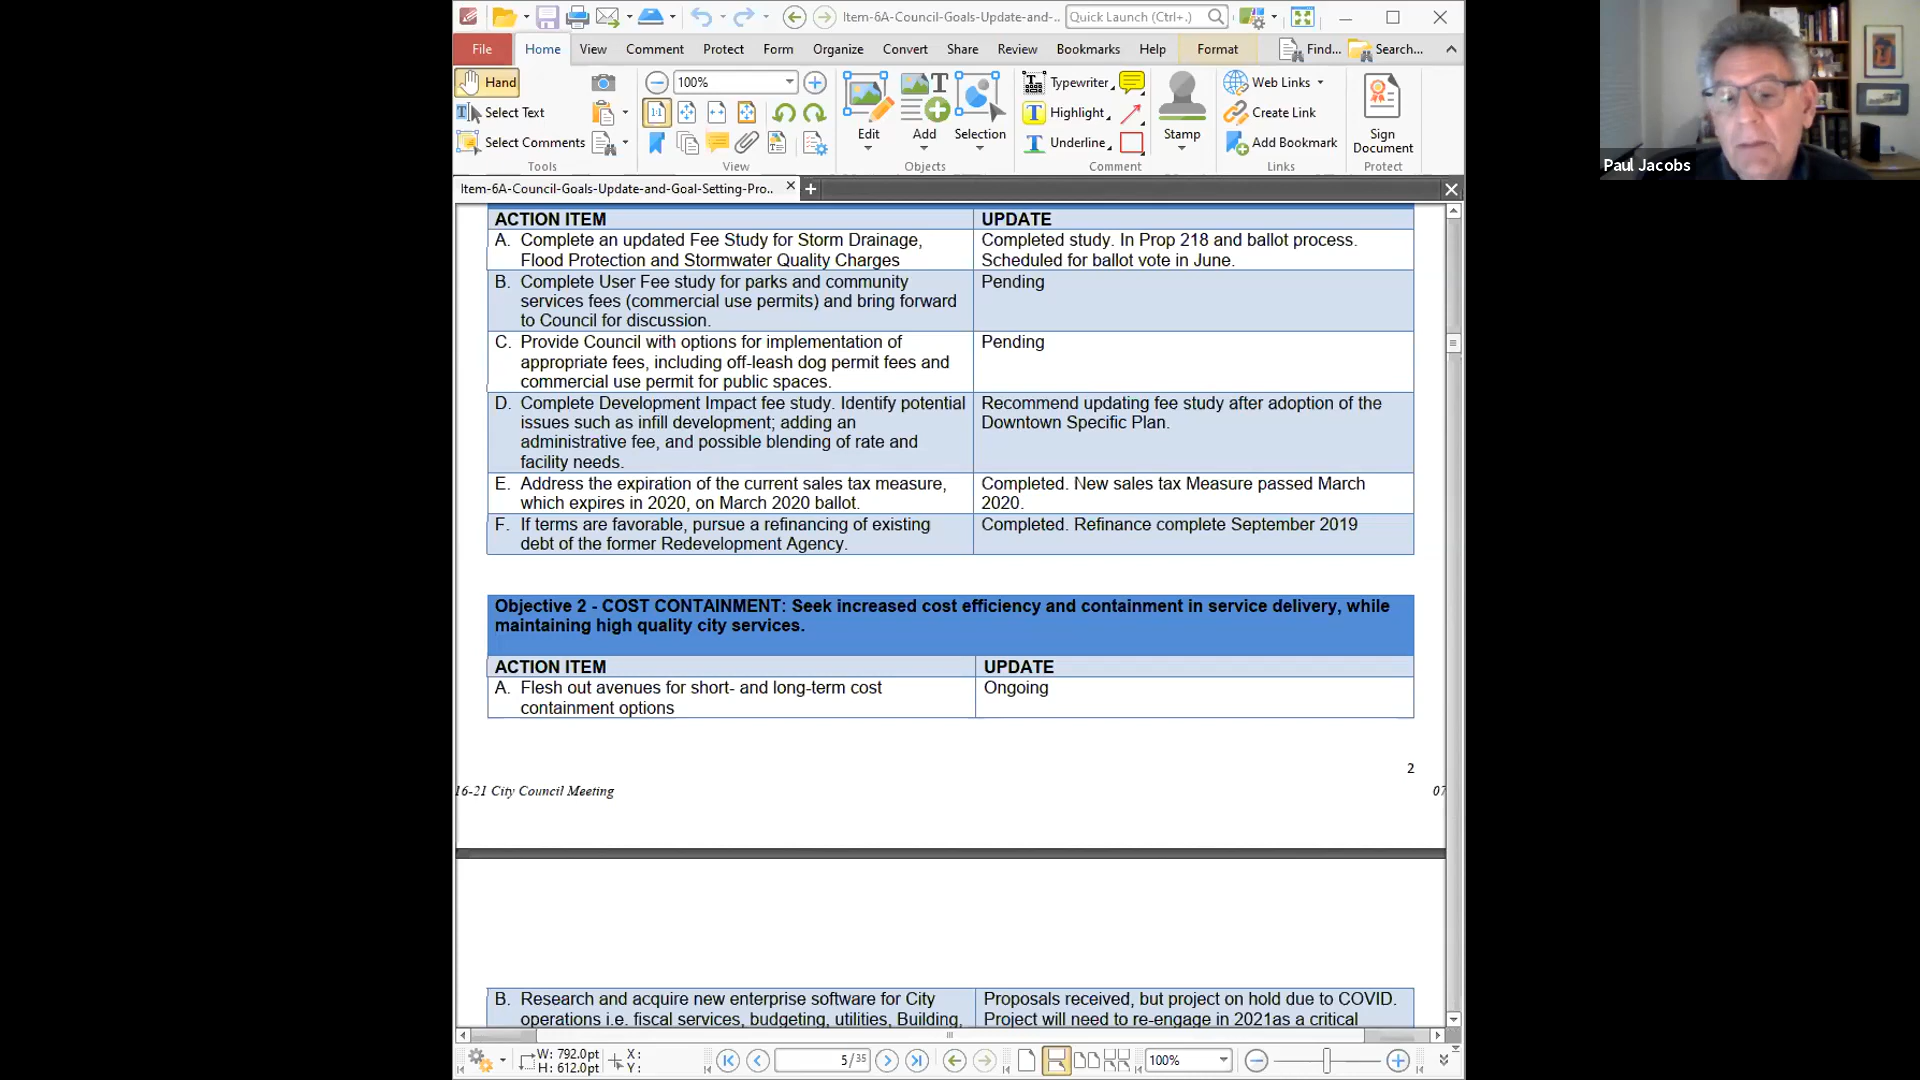 Item-6A-Council-Goals-Update-and-...
Quick Launch (Ctrl+.)
File
Home
View
Comment
Protect
Form
Organize
Convert
Share
Review
Bookmarks
Help
Format
Find...
Search...
Hand
Select Text
Select Comments
Tools
100%
View
Edit
Add
Selection
Objects
Typewriter
Highlight
Underline
Stamp
Comment
Web Links
Create Link
Add Bookmark
Links
Sign
Document
Protect
Item-6A-Council-Goals-Update-and-Goal-Setting-Pro..
Paul Jacobs
ACTION ITEM
UPDATE
A. Complete an updated Fee Study for Storm Drainage,
Flood Protection and Stormwater Quality Charges
Completed study. In Prop 218 and ballot process.
Scheduled for ballot vote in June.
B. Complete User Fee study for parks and community
services fees (commercial use permits) and bring forward
to Council for discussion.
Pending
C. Provide Council with options for implementation of
appropriate fees, including off-leash dog permit fees and
commercial use permit for public spaces.
Pending
D. Complete Development Impact fee study. Identify potential
issues such as infill development; adding an
administrative fee, and possible blending of rate and
facility needs.
Recommend updating fee study after adoption of the
Downtown Specific Plan.
E. Address the expiration of the current sales tax measure,
which expires in 2020, on March 2020 ballot.
Completed. New sales tax Measure passed March
2020.
F. If terms are favorable, pursue a refinancing of existing
debt of the former Redevelopment Agency.
Completed. Refinance complete September 2019
Objective 2 - COST CONTAINMENT: Seek increased cost efficiency and containment in service delivery, while
maintaining high quality city services.
ACTION ITEM
UPDATE
A. Flesh out avenues for short- and long-term cost
containment options
Ongoing
2
16-21 City Council Meeting
07
B. Research and acquire new enterprise software for City
operations i.e. fiscal services, budgeting, utilities, Building,
Proposals received, but project on hold due to COVID.
Project will need to re-engage in 2021as a critical
W: 792.0pt
H: 612.0pt
X:
Y:
5/35
100%